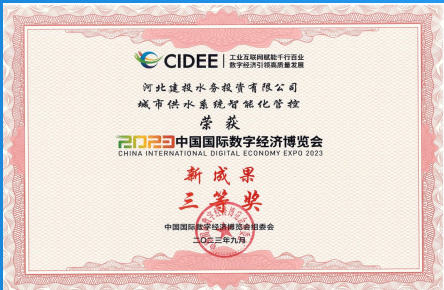 CIDEE
工业互联网赋能千行百业
数字经济引领高质量发展
河北建投水务投资有限公司
城市供水系统智能化管控
荣获
2023中国国际数字经济博览会
CHINA INTERNATIONAL DIGITAL ECONOMY EXPO 2023
新成果
三等奖
中国国际数字经济博览会组委会
二〇二三年九月